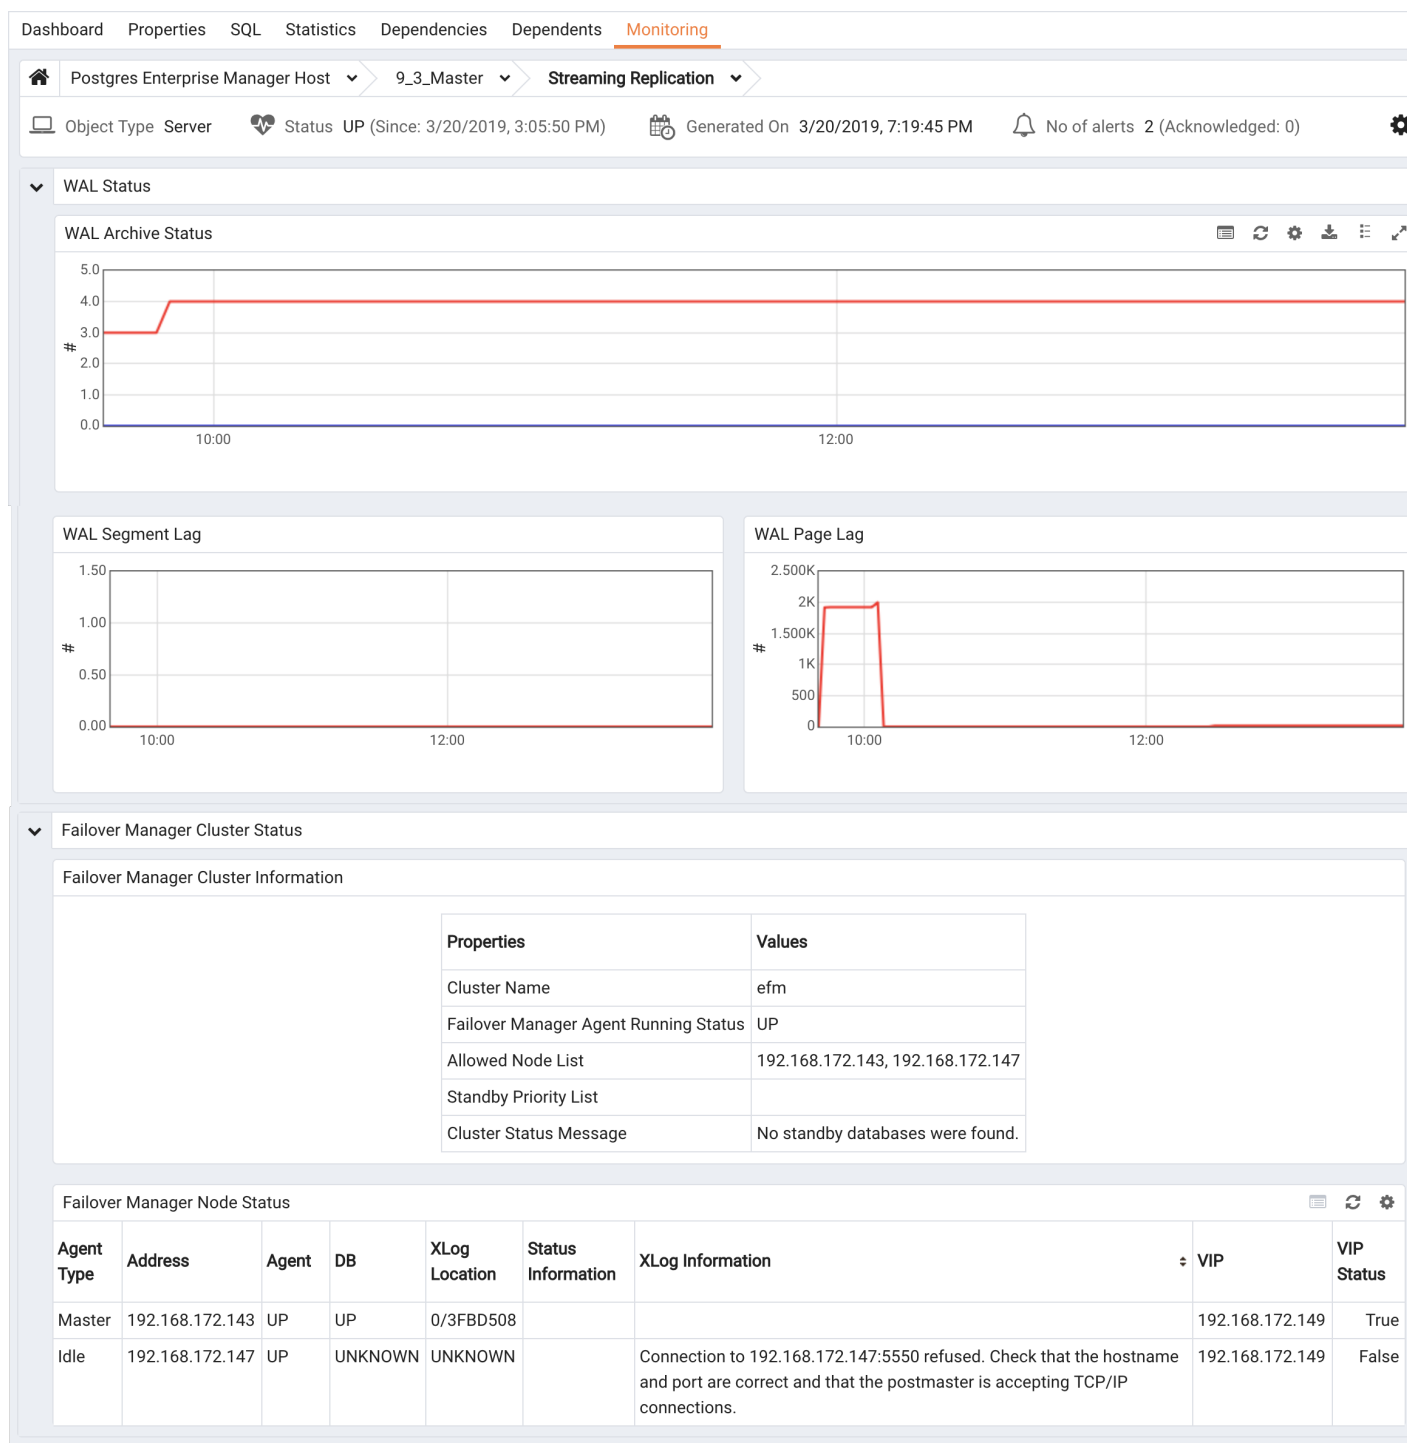 Dashboard Properties SQL Statistics Dependencies Dependents Monitoring
Postgres Enterprise Manager Host 9_3_Master Streaming Replication
Object Type Server Status UP (Since: 3/20/2019, 3:05:50 PM) Generated On 3/20/2019, 7:19:45 PM No of alerts 2 (Acknowledged: 0)
WAL Status
WAL Archive Status
5.0
4.0
3.0
#
2.0
1.0
0.0
10:00 12:00
WAL Segment Lag
1.50
1.00
#
0.50
0.00
10:00 12:00
WAL Page Lag
2.500K
2K
1.500K
#
1K
500
0
10:00 12:00
Failover Manager Cluster Status
Failover Manager Cluster Information
Properties Values
Cluster Name efm
Failover Manager Agent Running Status UP
Allowed Node List 192.168.172.143, 192.168.172.147
Standby Priority List
Cluster Status Message No standby databases were found.
Failover Manager Node Status
Agent Type Address Agent DB XLog Location Status Information XLog Information VIP VIP Status
Master 192.168.172.143 UP UP 0/3FBD508 192.168.172.149 True
Idle 192.168.172.147 UP UNKNOWN UNKNOWN Connection to 192.168.172.147:5550 refused. Check that the hostname 192.168.172.149 False
and port are correct and that the postmaster is accepting TCP/IP
connections.